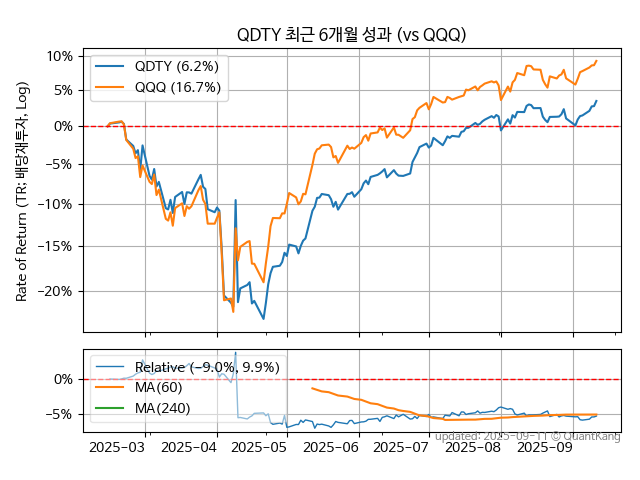 QDTY 최근 6개월 성과 (vs QQQ)
Rate of Return (TR: 배당재투자, Log)
10%
5%
0%
−5%
−10%
−15%
−20%
QDTY (6.2%)
QQQ (16.7%)
0%
−5%
Relative (−9.0%, 9.9%)
MA(60)
MA(240)
2025−03
2025−04
2025−05
2025−06
2025−07
2025−08
2025−09
updated: 2025-09-11 © QuantKang